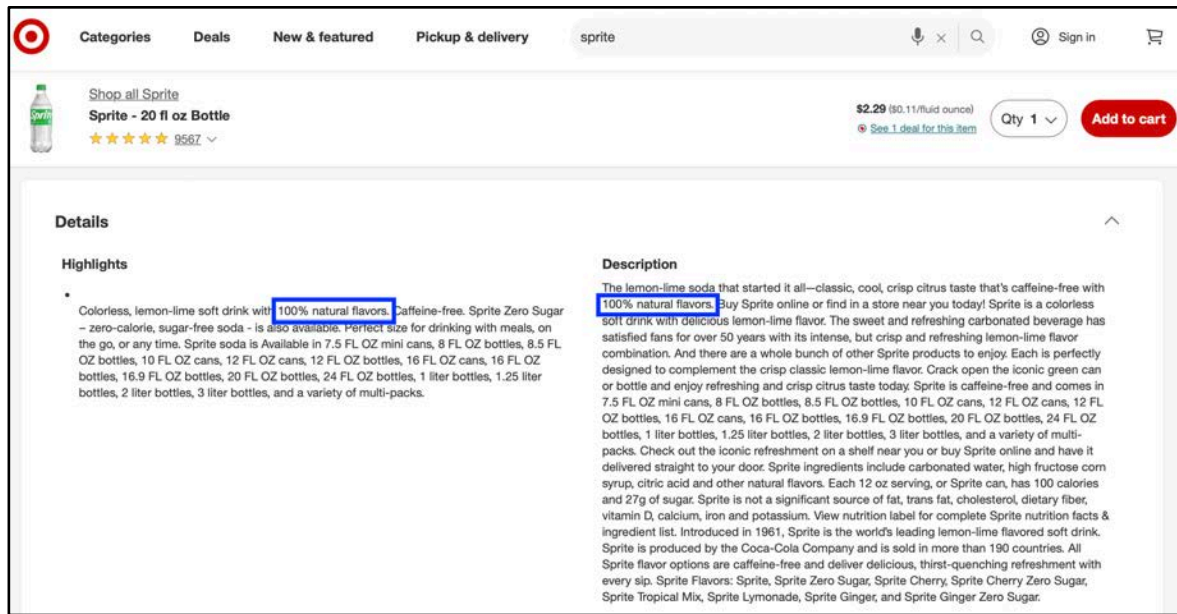 Categories Deals New & featured Pickup & delivery sprite Sign in
Shop all Sprite
Sprite - 20 fl oz Bottle
9567
$2.29 ($0.11/fluid ounce)
See 1 deal for this item
Qty 1
Add to cart
Sprite
Details
Highlights
Colorless, lemon-lime soft drink with 100% natural flavors. Caffeine-free. Sprite Zero Sugar
– zero-calorie, sugar-free soda - is also available. Perfect size for drinking with meals, on
the go, or any time. Sprite soda is Available in 7.5 FL OZ mini cans, 8 FL OZ bottles, 8.5 FL
OZ bottles, 10 FL OZ cans, 12 FL OZ cans, 12 FL OZ bottles, 16 FL OZ cans, 16 FL OZ
bottles, 16.9 FL OZ bottles, 20 FL OZ bottles, 24 FL OZ bottles, 1 liter bottles, 1.25 liter
bottles, 2 liter bottles, 3 liter bottles, and a variety of multi-packs.
Description
The lemon-lime soda that started it all—classic, cool, crisp citrus taste that's caffeine-free with
100% natural flavors. Buy Sprite online or find in a store near you today! Sprite is a colorless
soft drink with delicious lemon-lime flavor. The sweet and refreshing carbonated beverage has
satisfied fans for over 50 years with its intense, but crisp and refreshing lemon-lime flavor
combination. And there are a whole bunch of other Sprite products to enjoy. Each is perfectly
designed to complement the crisp classic lemon-lime flavor. Crack open the iconic green can
or bottle and enjoy refreshing and crisp citrus taste today. Sprite is caffeine-free and comes in
7.5 FL OZ mini cans, 8 FL OZ bottles, 8.5 FL OZ bottles, 10 FL OZ cans, 12 FL OZ cans, 12 FL
OZ bottles, 16 FL OZ cans, 16 FL OZ bottles, 16.9 FL OZ bottles, 20 FL OZ bottles, 24 FL OZ
bottles, 1 liter bottles, 1.25 liter bottles, 2 liter bottles, 3 liter bottles, and a variety of multi-
packs. Check out the iconic refreshment on a shelf near you or buy Sprite online and have it
delivered straight to your door. Sprite ingredients include carbonated water, high fructose corn
syrup, citric acid and other natural flavors. Each 12 oz serving, or Sprite can, has 100 calories
and 27g of sugar. Sprite is not a significant source of fat, trans fat, cholesterol, dietary fiber,
vitamin D, calcium, iron and potassium. View nutrition label for complete Sprite nutrition facts &
ingredient list. Introduced in 1961, Sprite is the world's leading lemon-lime flavored soft drink.
Sprite is produced by the Coca-Cola Company and is sold in more than 190 countries. All
Sprite flavor options are caffeine-free and deliver delicious, thirst-quenching refreshment with
every sip. Sprite Flavors: Sprite, Sprite Zero Sugar, Sprite Cherry, Sprite Cherry Zero Sugar,
Sprite Tropical Mix, Sprite Lymonade, Sprite Ginger, and Sprite Ginger Zero Sugar.